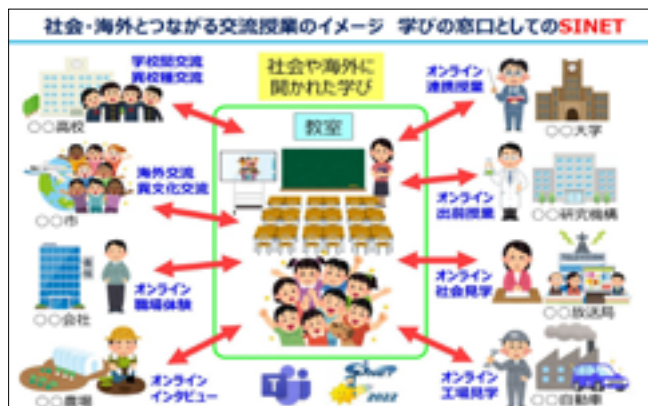 社会・海外とつながる交流授業のイメージ 学びの窓口としてのSINET
学校間交流
異校種交流
○○高校
社会や海外に
開かれた学び
オンライン
連携授業
○○大学
教室
海外交流
異文化交流
○○市
オンライン
出前授業
○○研究機構
○○会社
オンライン
職場体験
オンライン
社会見学
○○放送局
○○農場
オンライン
インタビュー
2022
オンライン
工場見学
○○自動車